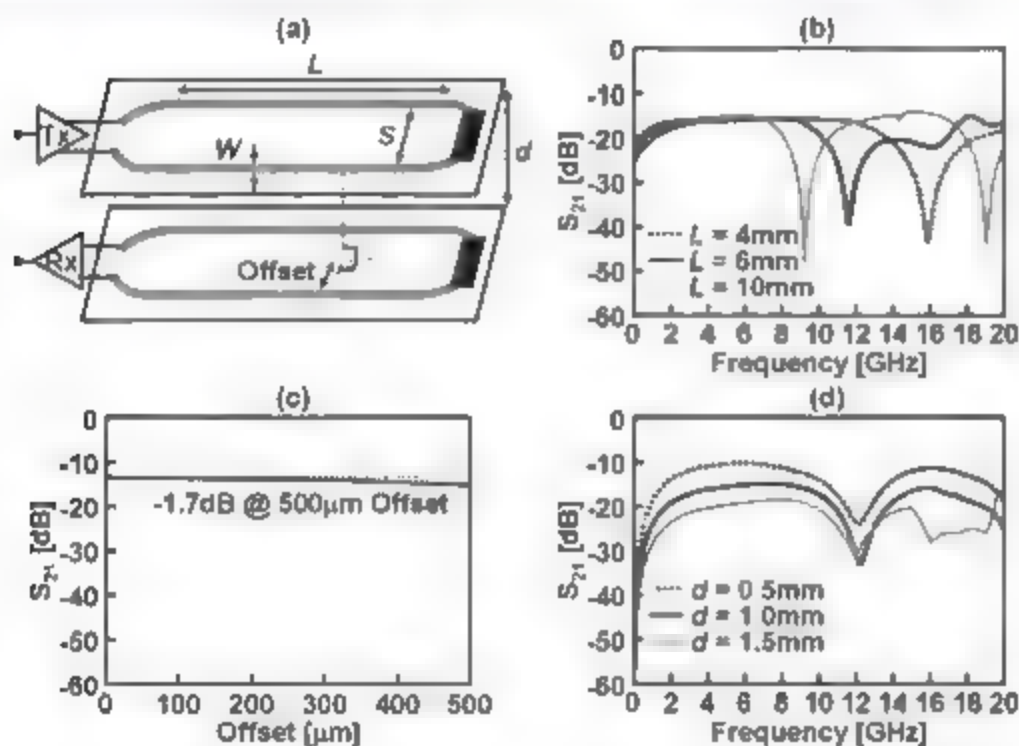 (a)
L
Tx
S
W
d
Rx
Offset
(b)
S21 [dB]
0
-10
-20
-30
-40
-50
-60
L = 4mm
L = 6mm
L = 10mm
0 2 4 6 8 10 12 14 16 18 20
Frequency [GHz]
(c)
S21 [dB]
0
-10
-20
-30
-40
-50
-60
-1.7dB @ 500μm Offset
0 100 200 300 400 500
Offset [μm]
(d)
S21 [dB]
0
-10
-20
-30
-40
-50
-60
d = 0.5mm
d = 1.0mm
d = 1.5mm
0 2 4 6 8 10 12 14 16 18 20
Frequency [GHz]